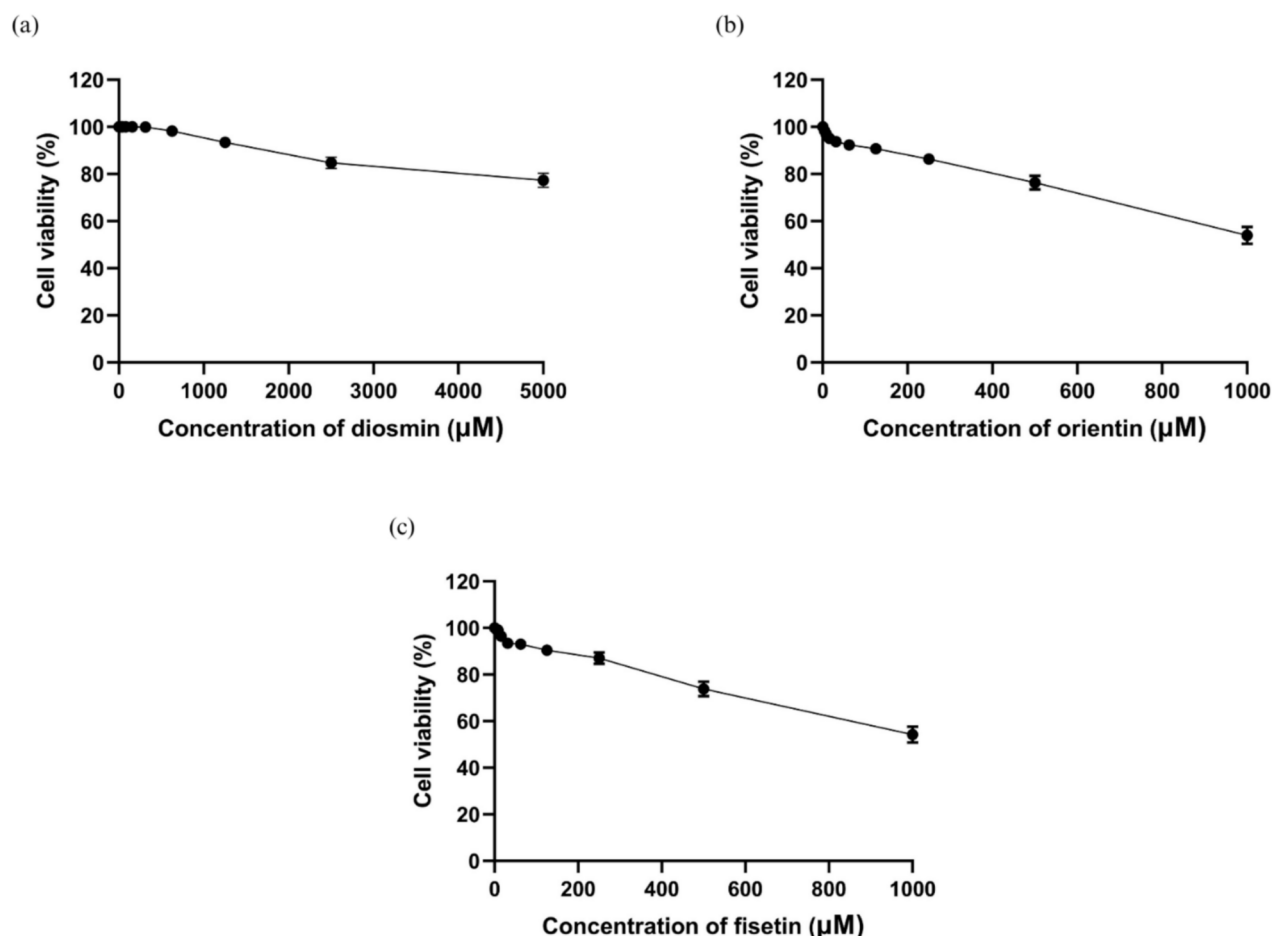 (a)
120
100
80
60
40
20
0
Cell viability (%)
0 1000 2000 3000 4000 5000
Concentration of diosmin (µM)
(b)
120
100
80
60
40
20
0
Cell viability (%)
0 200 400 600 800 1000
Concentration of orientin (µM)
(c)
120
100
80
60
40
20
0
Cell viability (%)
0 200 400 600 800 1000
Concentration of fisetin (µM)